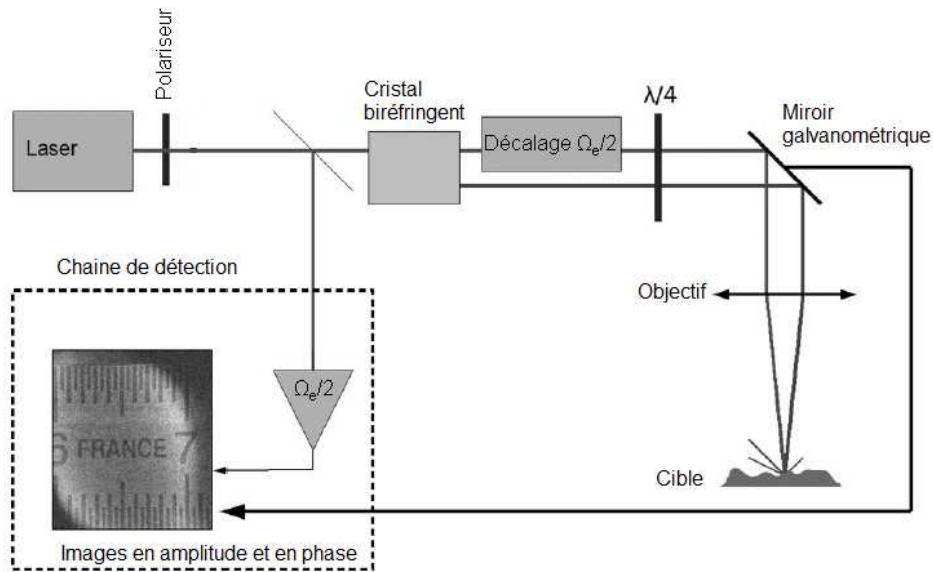 Polariseur
Laser
Cristal
biréfringent
Décalage Ωe/2
λ/4
Miroir
galvanométrique
Chaine de détection
Objectif
Ωe/2
6 FRANCE 7
Cible
Images en amplitude et en phase